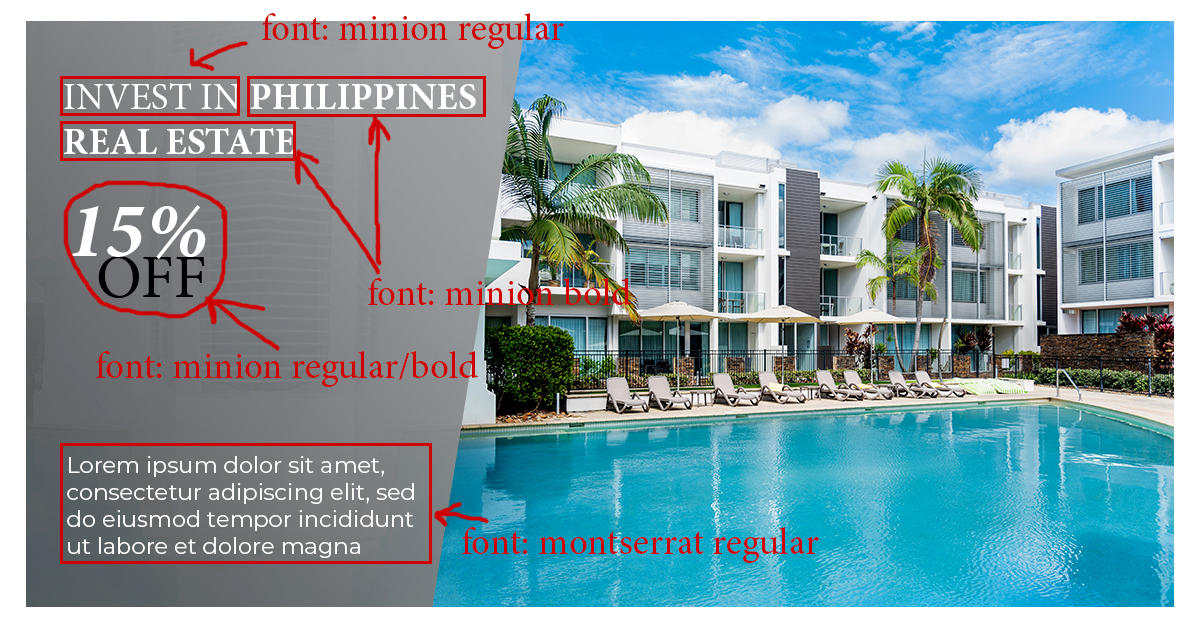 font: minion regular
INVEST IN PHILIPPINES
REAL ESTATE
15%
OFF
font: minion bold
font: minion regular/bold
Lorem ipsum dolor sit amet,
consectetur adipiscing elit, sed
do eiusmod tempor incididunt
ut labore et dolore magna
font: montserrat regular